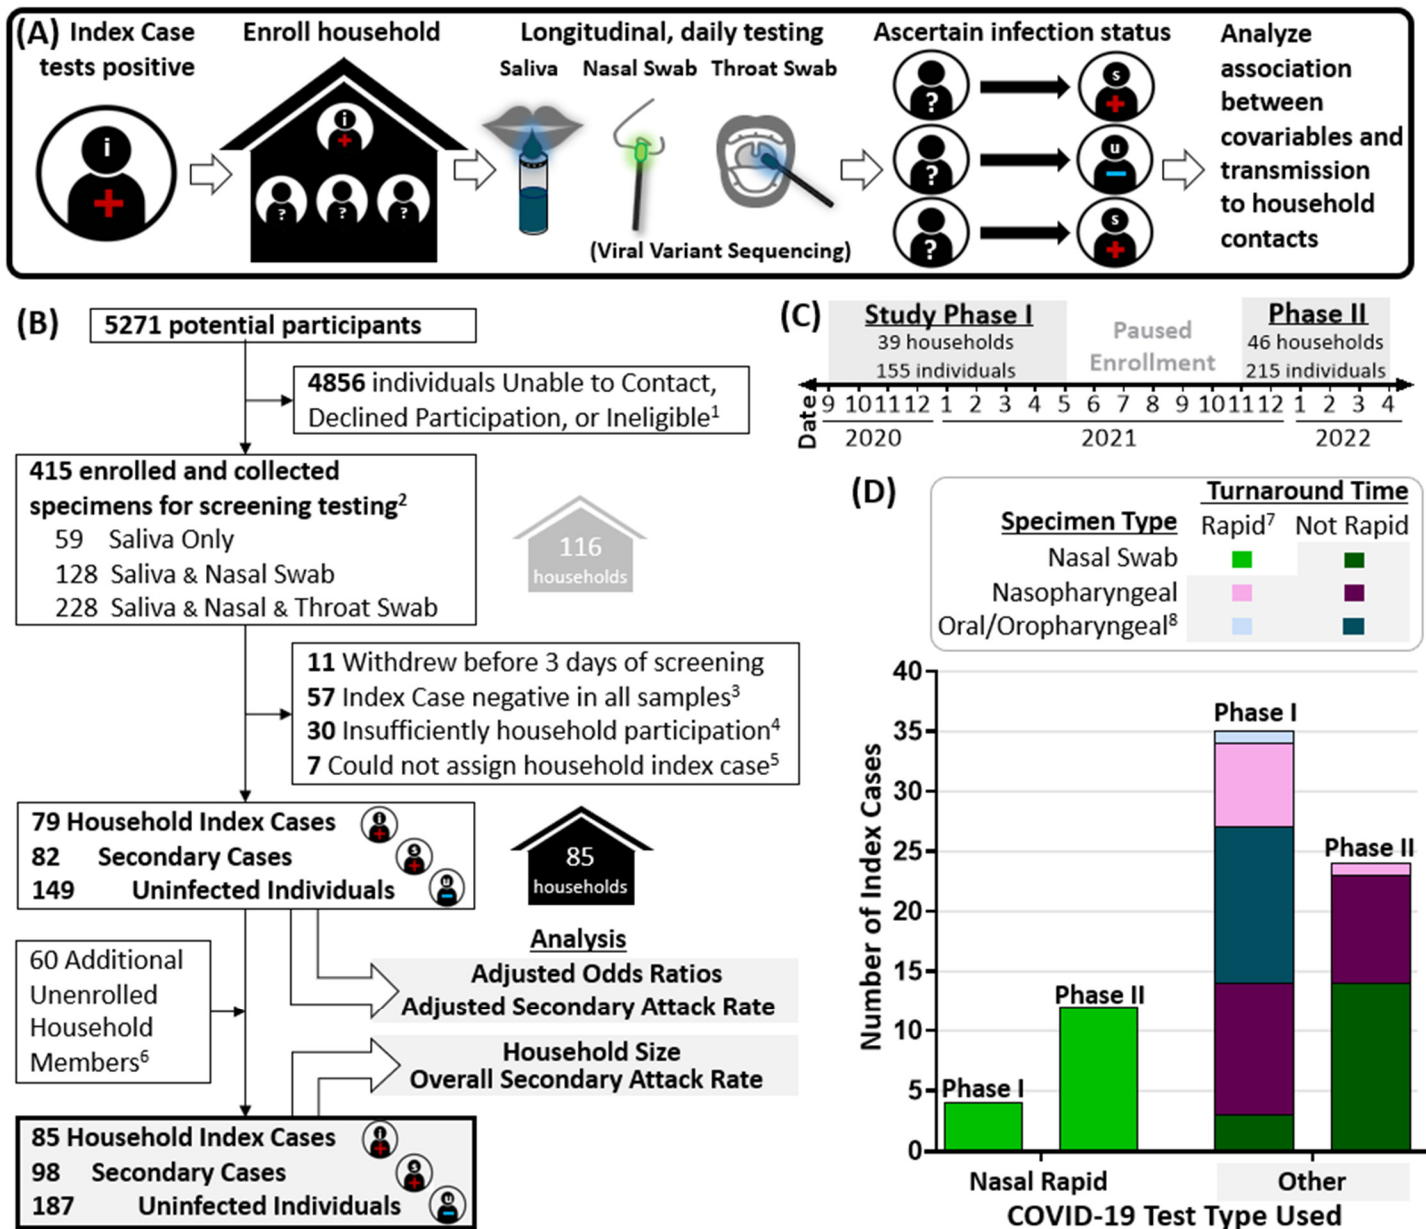 (A) Index Case
tests positive
Enroll household
Longitudinal, daily testing
Saliva Nasal Swab Throat Swab
(Viral Variant Sequencing)
Ascertain infection status
Analyze
association
between
covariables and
transmission
to household
contacts
i
i
? ? ?
? s
? u
? s
(B)
5271 potential participants
4856 individuals Unable to Contact,
Declined Participation, or Ineligible1
415 enrolled and collected
specimens for screening testing2
59 Saliva Only
128 Saliva & Nasal Swab
228 Saliva & Nasal & Throat Swab
116
households
11 Withdrew before 3 days of screening
57 Index Case negative in all samples3
30 Insufficiently household participation4
7 Could not assign household index case5
79 Household Index Cases
82 Secondary Cases
149 Uninfected Individuals
i
s
u
85
households
60 Additional
Unenrolled
Household
Members6
Analysis
Adjusted Odds Ratios
Adjusted Secondary Attack Rate
Household Size
Overall Secondary Attack Rate
85 Household Index Cases
98 Secondary Cases
187 Uninfected Individuals
i
s
u
(C)
Study Phase I
39 households
155 individuals
Paused
Enrollment
Phase II
46 households
215 individuals
Date
9 10 11 12 1 2 3 4 5 6 7 8 9 10 11 12 1 2 3 4
2020 2021 2022
(D)
Turnaround Time
Specimen Type Rapid7 Not Rapid
Nasal Swab
Nasopharyngeal
Oral/Oropharyngeal8
Number of Index Cases
40
35
30
25
20
15
10
5
0
Phase I
Phase II
Phase I
Phase II
Nasal Rapid Other
COVID-19 Test Type Used